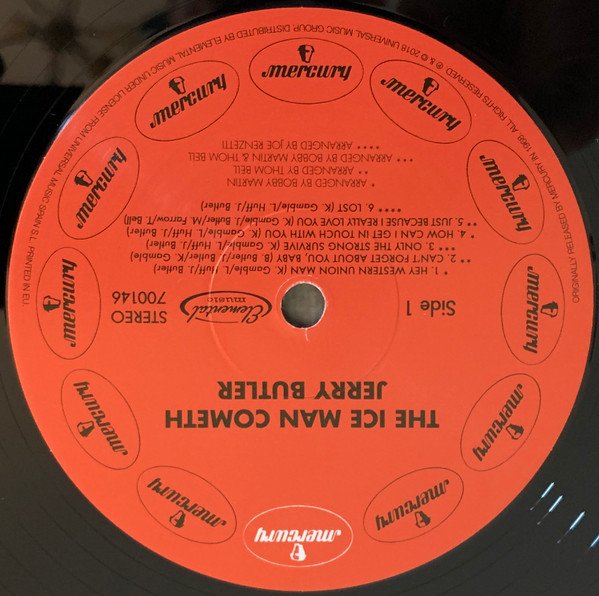 mercury
mercury
mercury
mercury
mercury
THE ICE MAN COMETH
JERRY BUTLER
mercury
mercury
Side 1
Elemental
music
STEREO
700146
* 1. HEY WESTERN UNION MAN (K. Gamble/L. Huff/J. Butler)
** 2. CAN'T FORGET ABOUT YOU, BABY (B. Butler/K. Gamble)
*** 3. ONLY THE STRONG SURVIVE (K. Gamble/L. Huff/J. Butler)
* 4. HOW CAN I GET IN TOUCH WITH YOU (K. Gamble/J. Butler)
** 5. JUST BECAUSE I REALLY LOVE YOU (K. Gamble/J. Butler/M. Farrow/T. Bell)
**** 6. LOST (K. Gamble/L. Huff/J. Butler)
mercury
mercury
* ARRANGED BY BOBBY MARTIN
** ARRANGED BY THOM BELL
*** ARRANGED BY BOBBY MARTIN & THOM BELL
**** ARRANGED BY JOE RENZETTI
mercury
mercury
mercury
ORIGINALLY RELEASED BY MERCURY IN 1968. ALL RIGHTS RESERVED ℗ & © 2018 UNIVERSAL MUSIC GROUP. DISTRIBUTED BY ELEMENTAL MUSIC UNDER LICENSE FROM UNIVERSAL MUSIC SPAIN S.L. PRINTED IN EU.